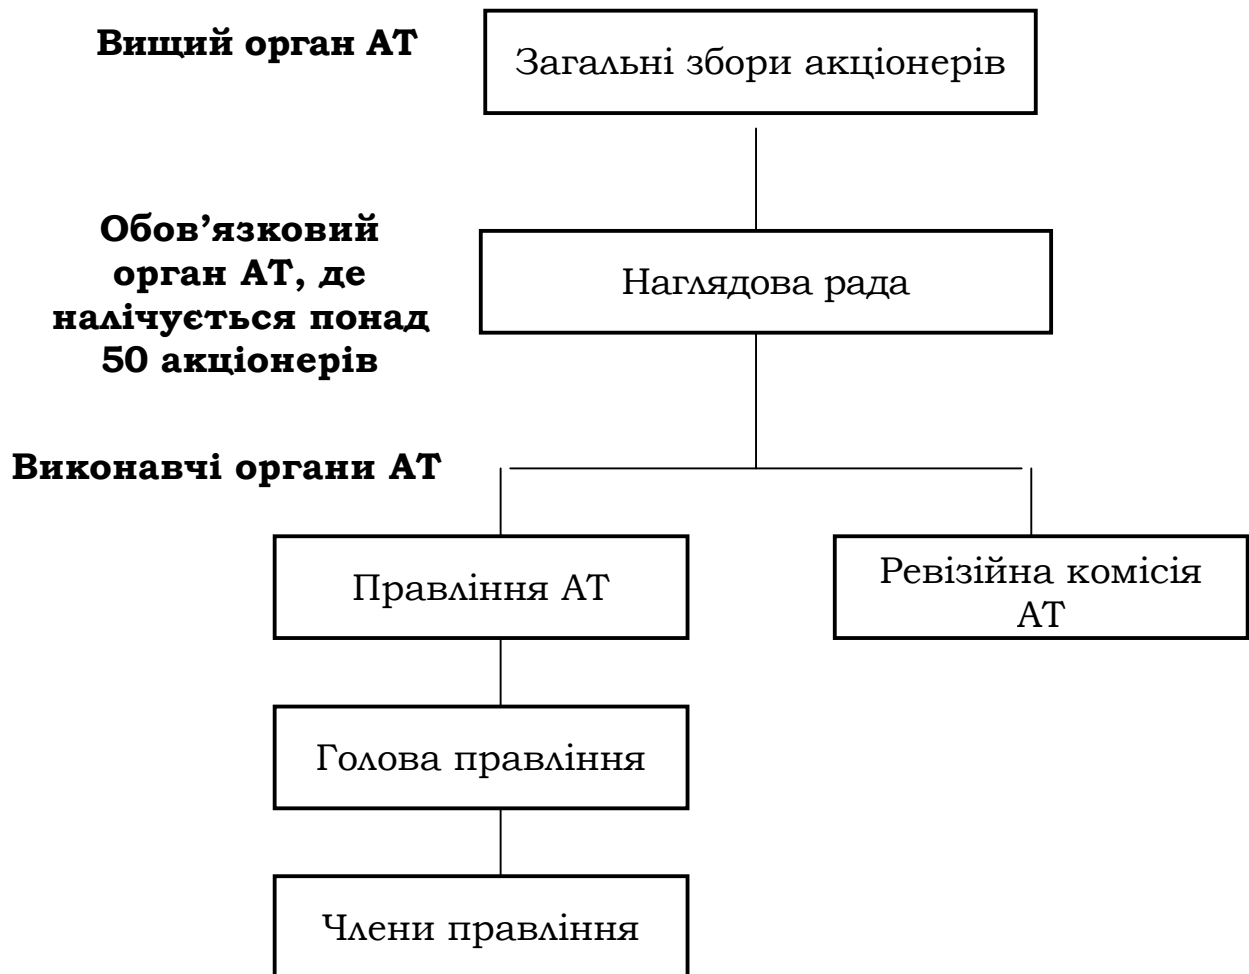 Вищий орган АТ
Загальні збори акціонерів
Обов’язковий
орган АТ, де
налічується понад
50 акціонерів
Наглядова рада
Виконавчі органи АТ
Правління АТ
Ревізійна комісія
АТ
Голова правління
Члени правління